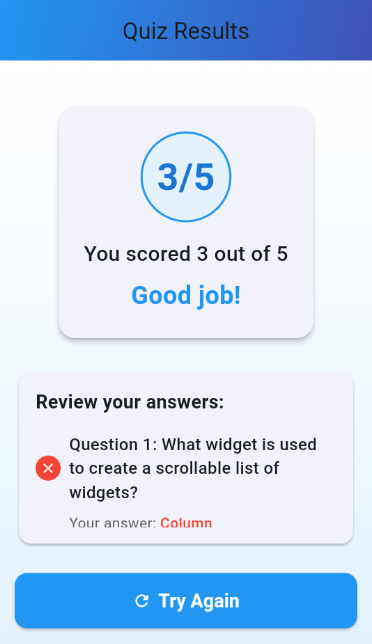 Quiz Results
3/5
You scored 3 out of 5
Good job!
Review your answers:
Question 1: What widget is used
to create a scrollable list of
widgets?
Your answer: Column
Try Again